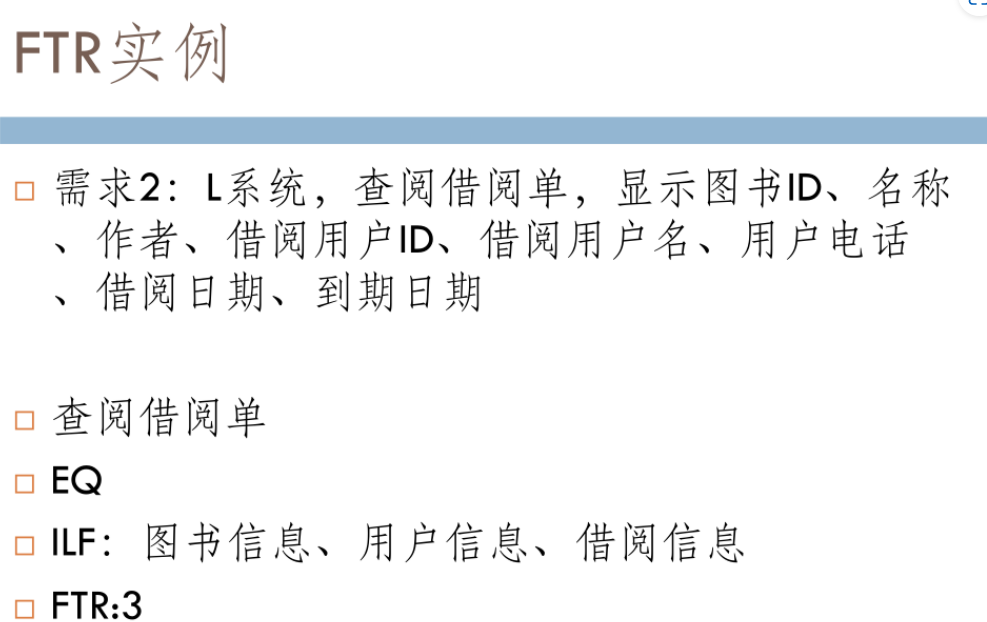 FTR实例
需求2：L系统，查阅借阅单，显示图书ID、名称
、作者、借阅用户ID、借阅用户名、用户电话
、借阅日期、到期日期
查阅借阅单
EQ
ILF：图书信息、用户信息、借阅信息
FTR:3